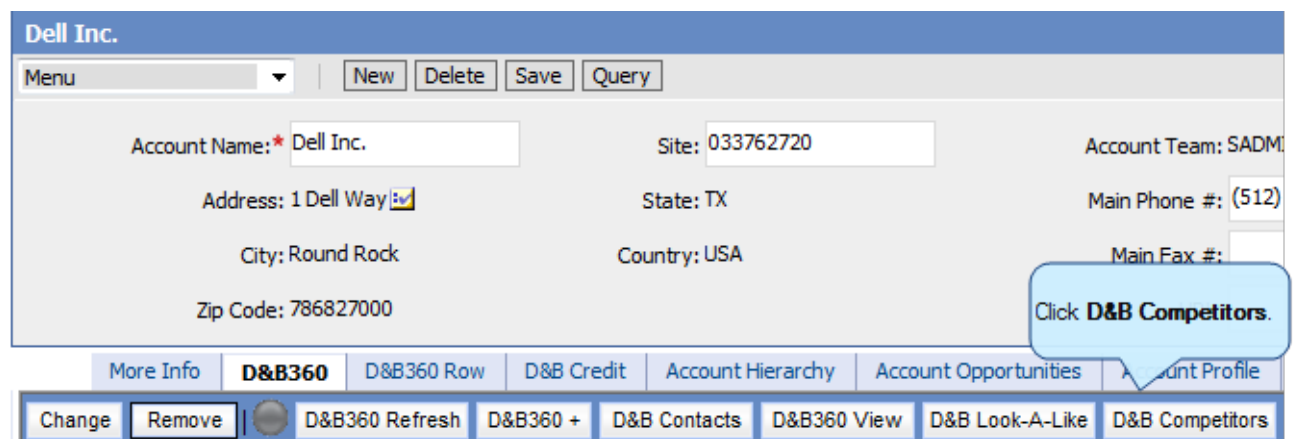 Dell Inc.
Menu New Delete Save Query
Account Name:* Dell Inc. Site: 033762720 Account Team: SADMI
Address: 1 Dell Way State: TX Main Phone #: (512)
City: Round Rock Country: USA Main Fax #:
Zip Code: 786827000
Click D&B Competitors.
More Info D&B360 D&B360 Row D&B Credit Account Hierarchy Account Opportunities Account Profile
Change Remove D&B360 Refresh D&B360 + D&B Contacts D&B360 View D&B Look-A-Like D&B Competitors